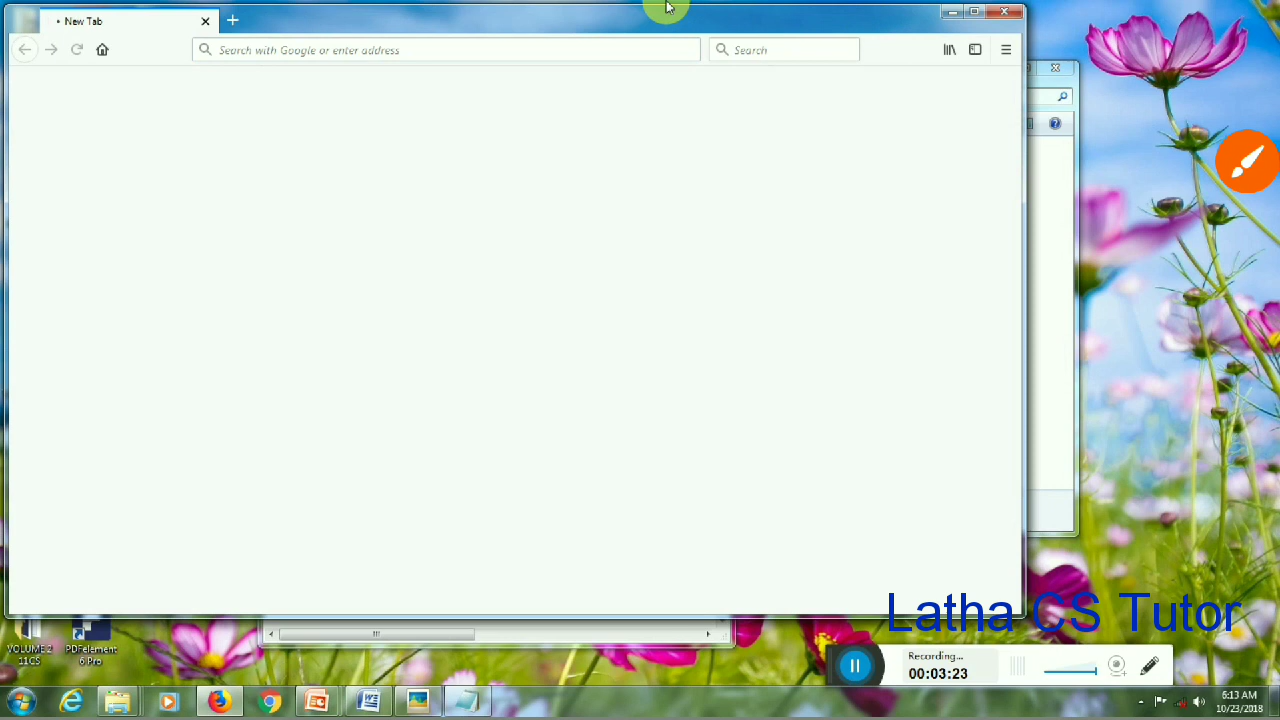 New Tab
Search with Google or enter address
Search
VOLUME 2
11CS
PDFelement
6 Pro
Latha CS Tutor
Recording...
00:03:23
6:13 AM
10/23/2018